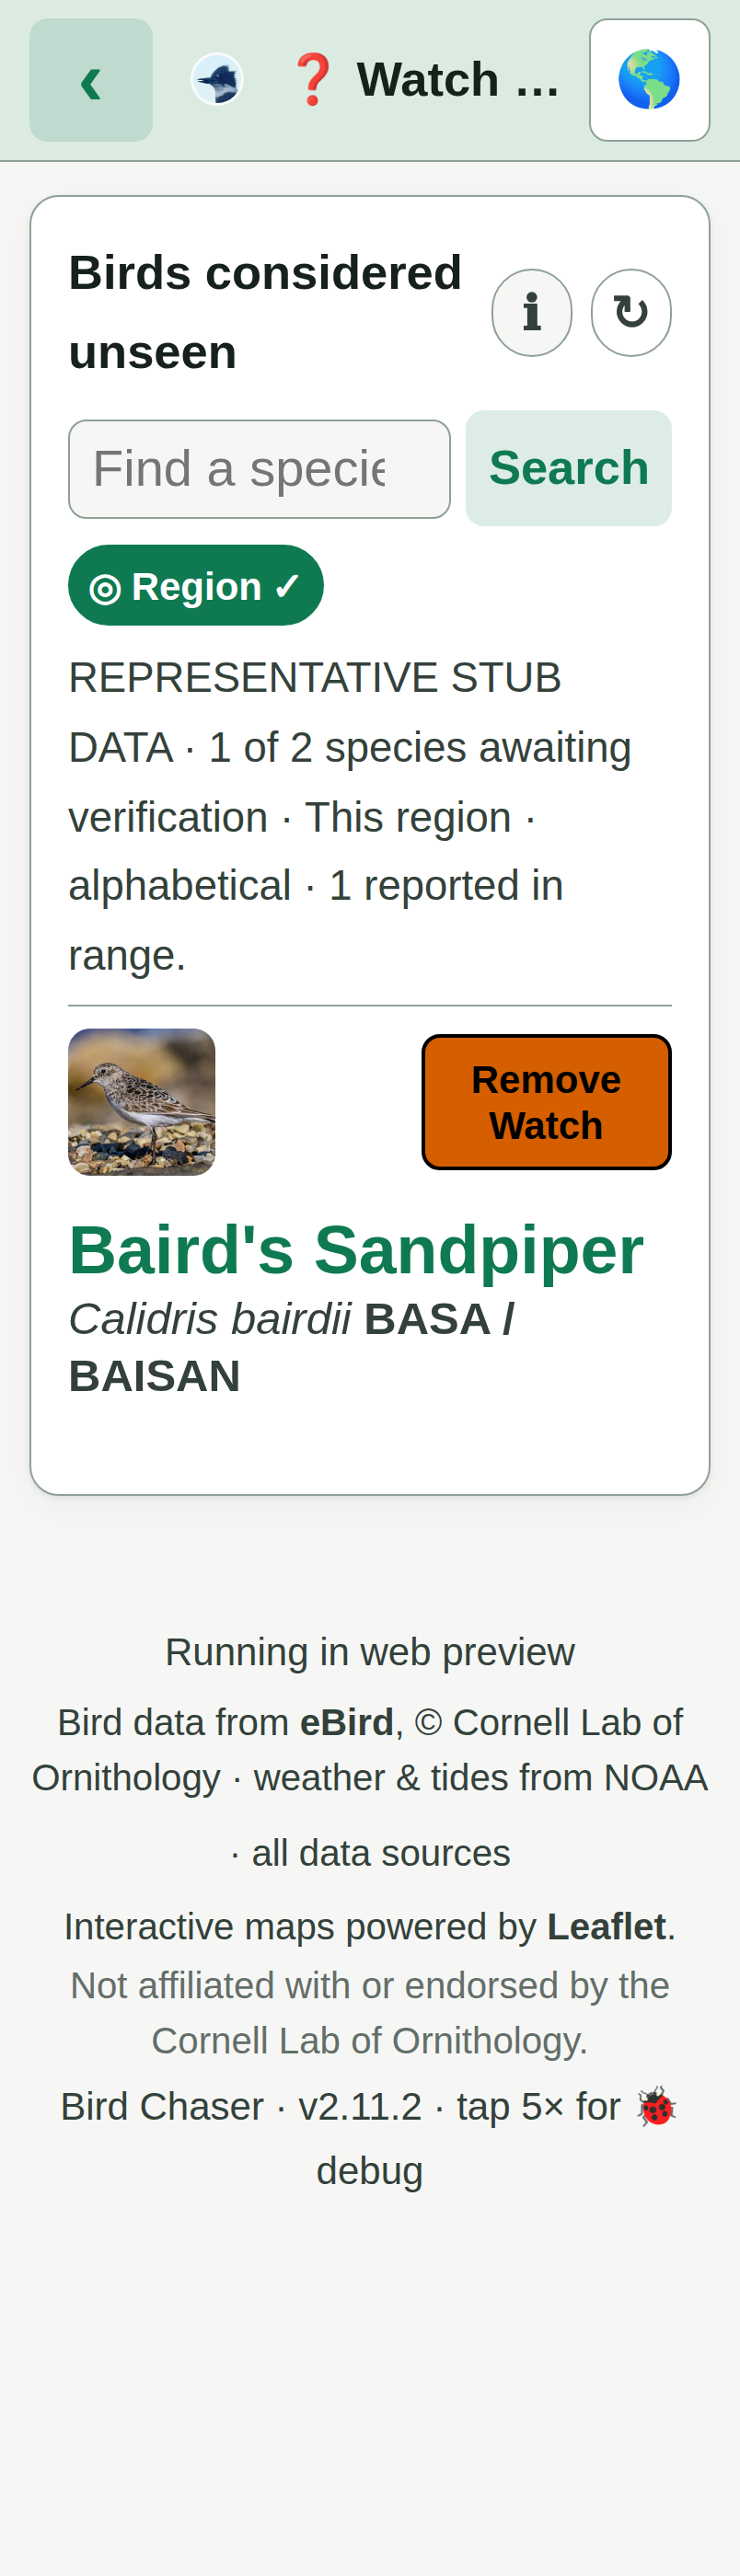 ‹ ❓ Watch ... 🌎
Birds considered
unseen
ℹ ↻
Find a specie
Search
◎ Region ✓
REPRESENTATIVE STUB
DATA · 1 of 2 species awaiting
verification · This region ·
alphabetical · 1 reported in
range.
Remove
Watch
Baird's Sandpiper
Calidris bairdii BASA /
BAISAN
Running in web preview
Bird data from eBird, © Cornell Lab of
Ornithology · weather & tides from NOAA
· all data sources
Interactive maps powered by Leaflet.
Not affiliated with or endorsed by the
Cornell Lab of Ornithology.
Bird Chaser · v2.11.2 · tap 5× for 🐞
debug